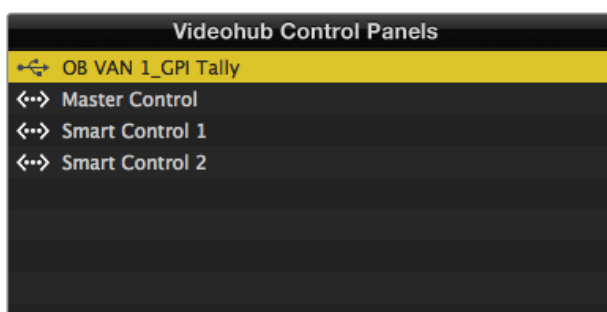 Videohub Control Panels
OB VAN 1_GPI Tally
Master Control
Smart Control 1
Smart Control 2